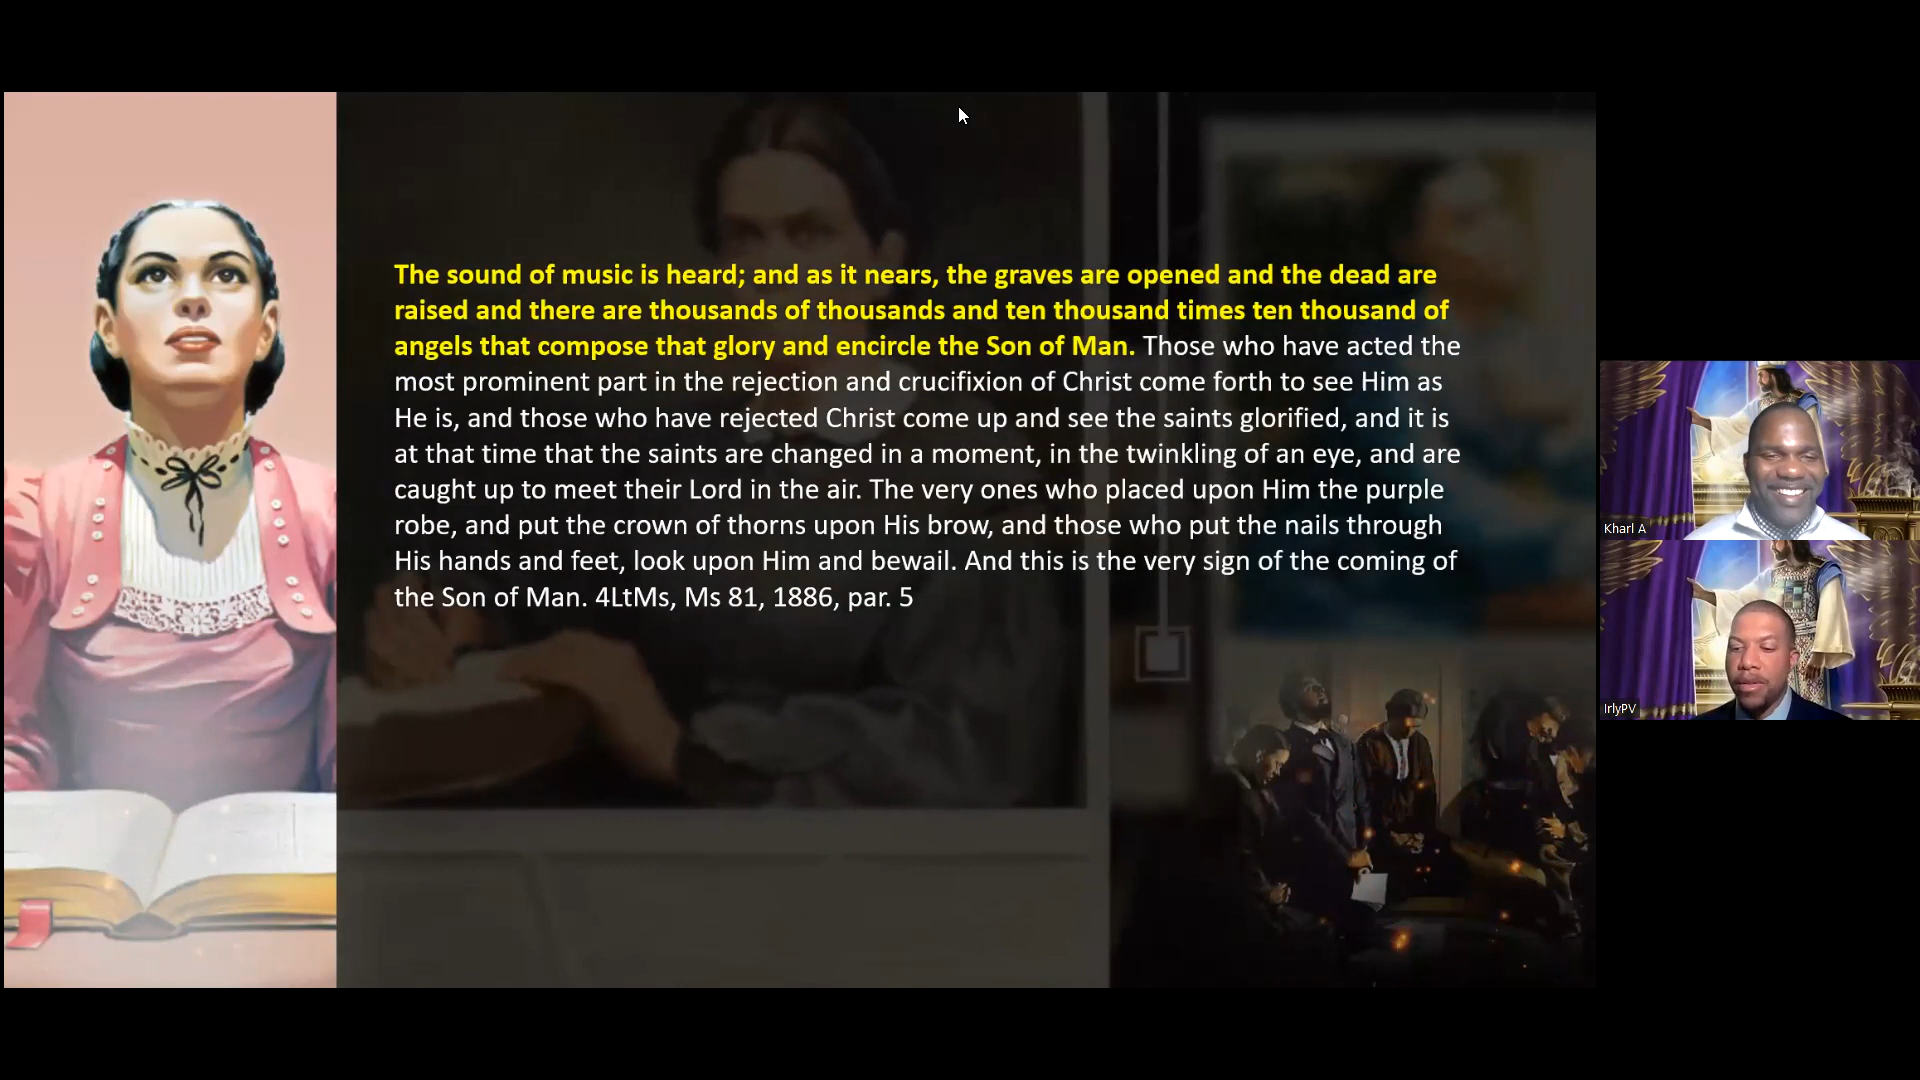 The sound of music is heard; and as it nears, the graves are opened and the dead are
raised and there are thousands of thousands and ten thousand times ten thousand of
angels that compose that glory and encircle the Son of Man. Those who have acted the
most prominent part in the rejection and crucifixion of Christ come forth to see Him as
He is, and those who have rejected Christ come up and see the saints glorified, and it is
at that time that the saints are changed in a moment, in the twinkling of an eye, and are
caught up to meet their Lord in the air. The very ones who placed upon Him the purple
robe, and put the crown of thorns upon His brow, and those who put the nails through
His hands and feet, look upon Him and bewail. And this is the very sign of the coming of
the Son of Man. 4LtMs, Ms 81, 1886, par. 5
Kharl A
IrlyPV